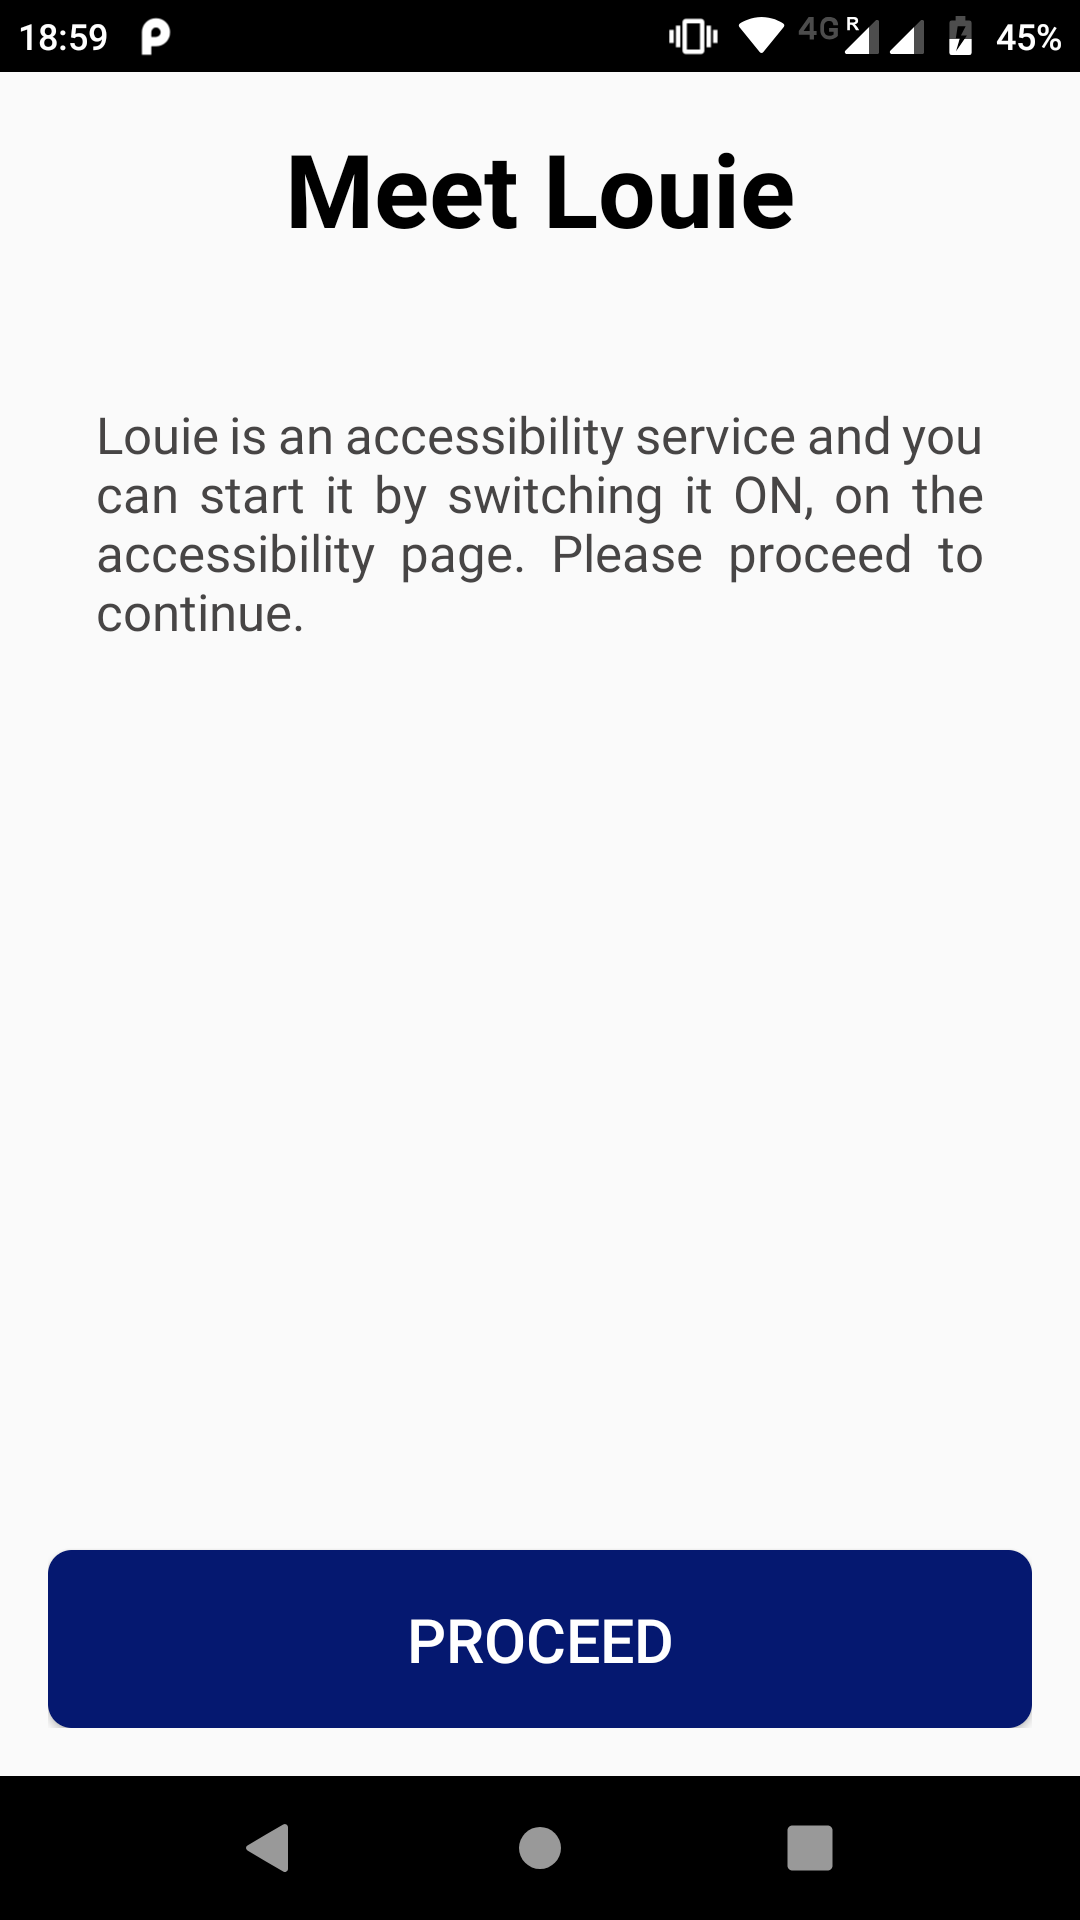 18:59
4G R
45%
Meet Louie
Louie is an accessibility service and you
can start it by switching it ON, on the
accessibility page. Please proceed to
continue.
PROCEED